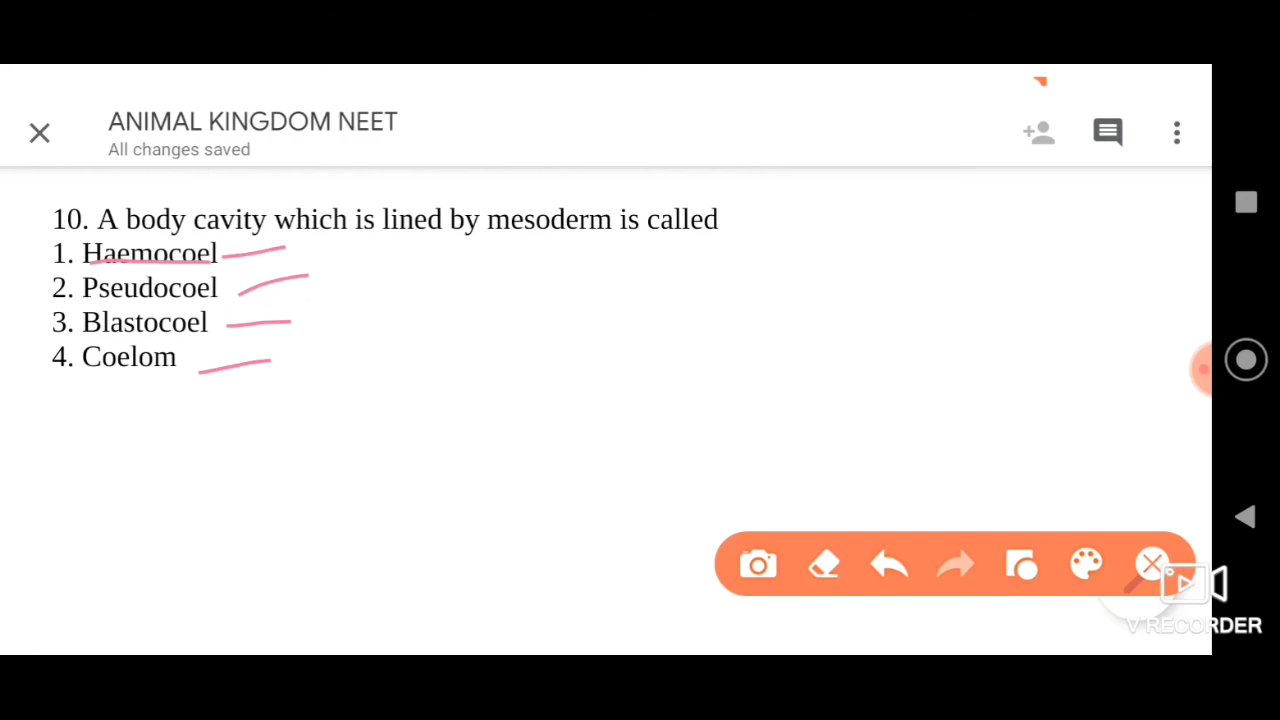 ANIMAL KINGDOM NEET
All changes saved
10. A body cavity which is lined by mesoderm is called
1. Haemocoel
2. Pseudocoel
3. Blastocoel
4. Coelom
V RECORDER